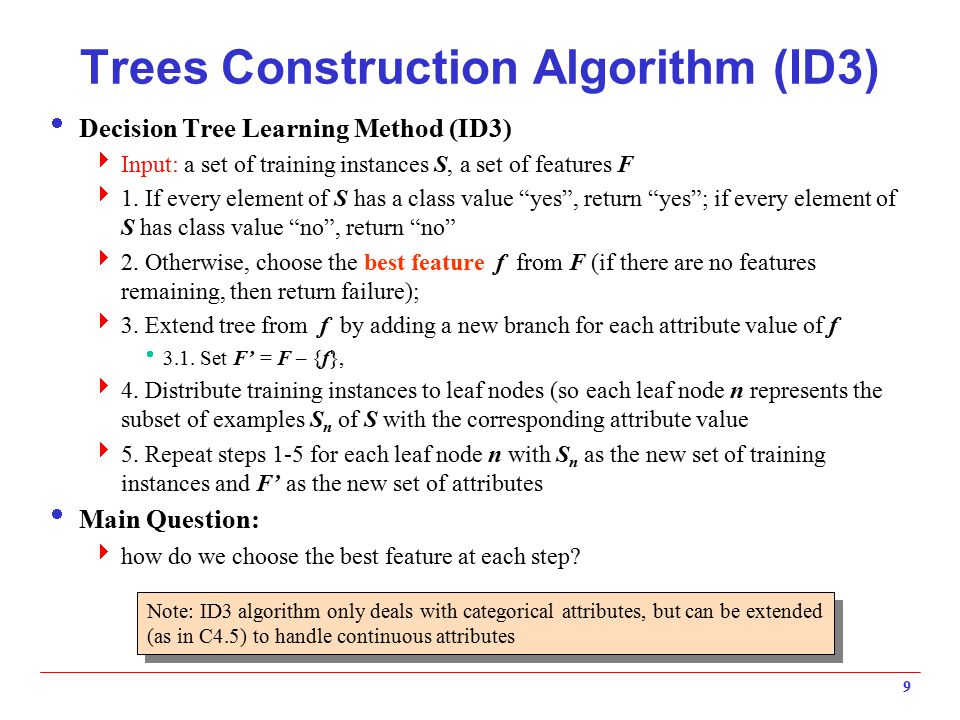 Trees Construction Algorithm (ID3)
Decision Tree Learning Method (ID3)
Input: a set of training instances S, a set of features F
1. If every element of S has a class value “yes”, return “yes”; if every element of
S has class value “no”, return “no”
2. Otherwise, choose the best feature f from F (if there are no features
remaining, then return failure);
3. Extend tree from f by adding a new branch for each attribute value of f
3.1. Set F’ = F – {f},
4. Distribute training instances to leaf nodes (so each leaf node n represents the
subset of examples Sn of S with the corresponding attribute value
5. Repeat steps 1-5 for each leaf node n with Sn as the new set of training
instances and F’ as the new set of attributes
Main Question:
how do we choose the best feature at each step?
Note: ID3 algorithm only deals with categorical attributes, but can be extended
(as in C4.5) to handle continuous attributes
9